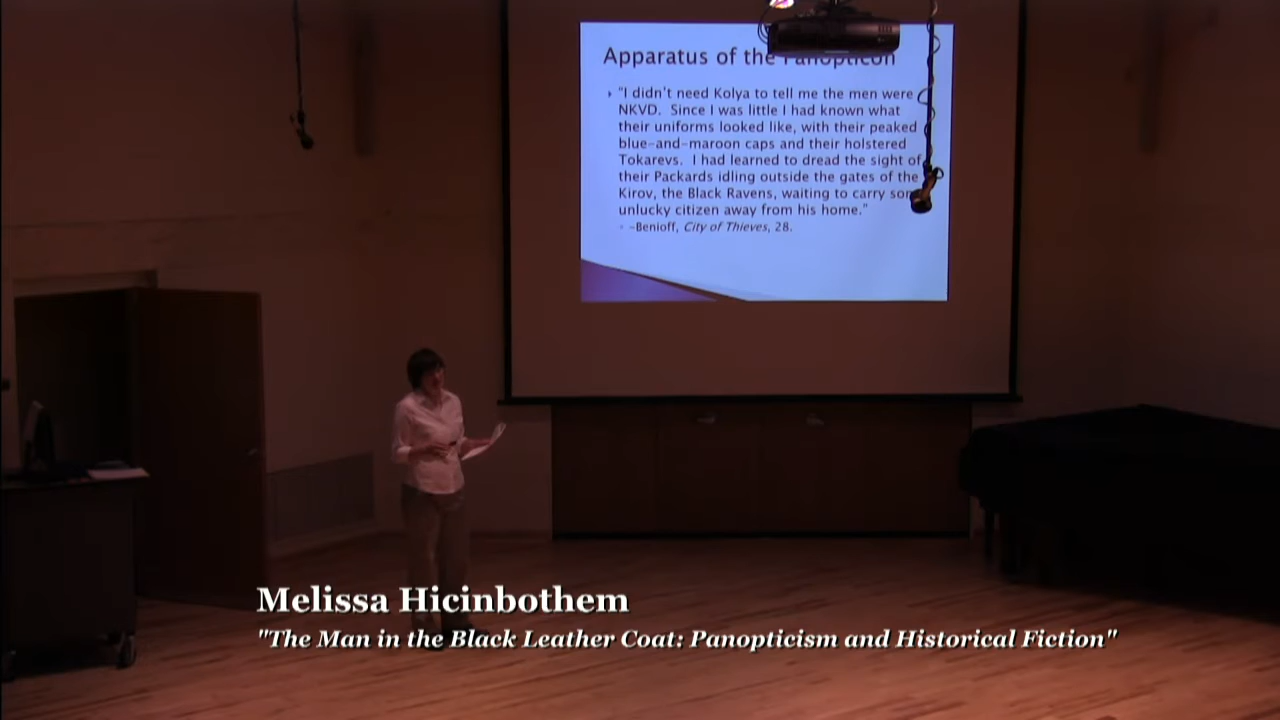 Apparatus of the Panopticon
"I didn't need Kolya to tell me the men were
NKVD. Since I was little I had known what
their uniforms looked like, with their peaked
blue-and-maroon caps and their holstered
Tokarevs. I had learned to dread the sight of
their Packards idling outside the gates of the
Kirov, the Black Ravens, waiting to carry some
unlucky citizen away from his home."
-Benioff, City of Thieves, 28.
Melissa Hicinbothem
"The Man in the Black Leather Coat: Panopticism and Historical Fiction"